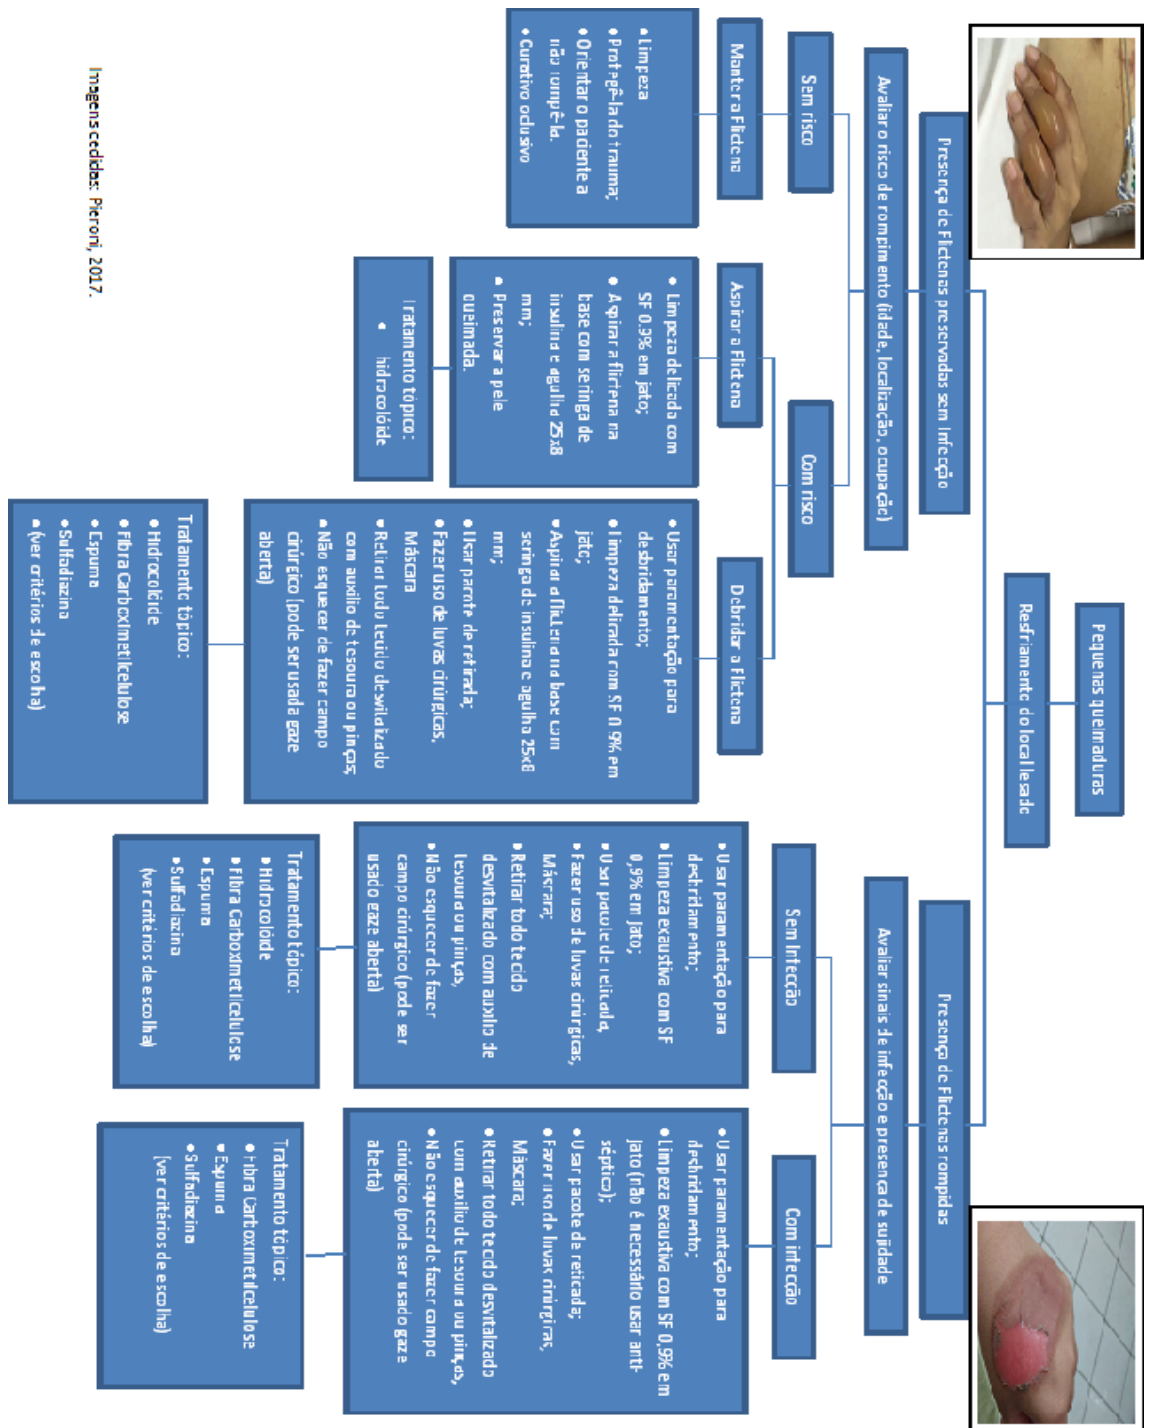 Pequenas queimaduras
Resfriamento do local lesado
Presença de Flictenas preservadas sem Infecção
Avaliar o risco de rompimento (idade, localização, ocupação)
Sem risco
Manter a Flictena
• Limpeza
• Protegê-la do trauma;
• Orientar o paciente a
não rompê-la.
• Curativo oclusivo
Com risco
Aspirar a Flictena
• Limpeza delicada com
SF 0.9% em jato;
• Aspirar a flictena na
base com seringa de
insulina e agulha 25x8
mm;
• Preservar a pele
queimada.
Tratamento tópico:
• hidrocolóide
Debridar a Flictena
• Usar paramentação para
desbridamento;
• Limpeza delicada com SF 0.9% em
jato;
• Aspirar a flictena na base com
seringa de insulina e agulha 25x8
mm;
• Usar pacote de retirada;
• Fazer uso de luvas cirúrgicas,
Máscara
• Retirar tudo tecido desvitalizado
com auxilio de tesoura ou pinças,
• Não esquecer de fazer campo
cirúrgico (pode ser usada gaze
aberta)
Tratamento tópico:
• Hidrocolóide
• Fibra Carboximetilcelulose
• Espuma
• Sulfadiazina
• (ver critérios de escolha)
Presença de Flictenas rompidas
Avaliar sinais de infecção e presença de sujidade
Sem Infecção
• Usar paramentação para
desbridamento;
• Limpeza exaustiva com SF
0,9% em jato;
• Usar pacote de reticada,
• Fazer uso de luvas cirúrgicas,
Máscara;
• Retirar todo tecido
desvitalizado com auxilio de
tesoura ou pinças,
• Não esquecer de fazer
campo cirúrgico (pode ser
usado gaze aberta)
Tratamento tópico:
• Hidrocolóide
• Fibra Carboximetilcelulose
• Espuma
• Sulfadiazina
(ver critérios de escolha)
Com infecção
• Usar paramentação para
desbridamento;
• Limpeza exaustiva com SF 0,9% em
jato (não é necessário usar anti-
séptico);
• Usar pacote de reticada;
• Fazer uso de luvas cirúrgicas,
Máscara;
• Retirar todo tecido desvitalizado
com auxilio de tesoura ou pinças,
• Não esquecer de fazer campo
cirúrgico (pode ser usado gaze
aberta)
Tratamento tópico:
• Fibra Carboximetilcelulose
• Espuma
• Sulfadiazina
(ver critérios de escolha)
Imagens cedidas: Pieroni, 2017.